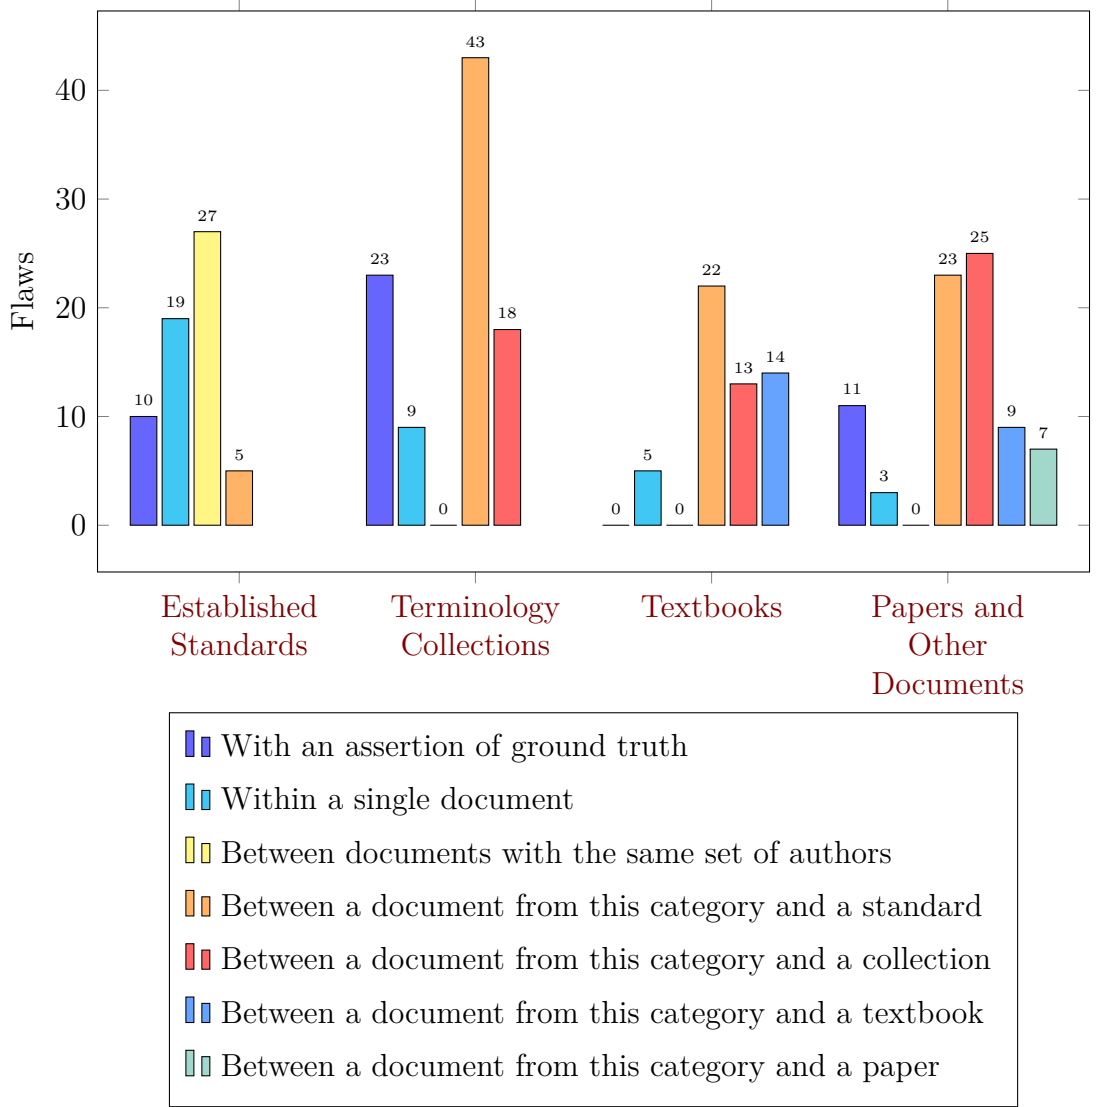 43
40
30
27
Flaws
25
23
23
22
20
19
18
14
13
11
10
10
9
9
7
5
5
3
0
0
0
0
0
Established
Standards
Terminology
Collections
Textbooks
Papers and
Other
Documents
With an assertion of ground truth
Within a single document
Between documents with the same set of authors
Between a document from this category and a standard
Between a document from this category and a collection
Between a document from this category and a textbook
Between a document from this category and a paper